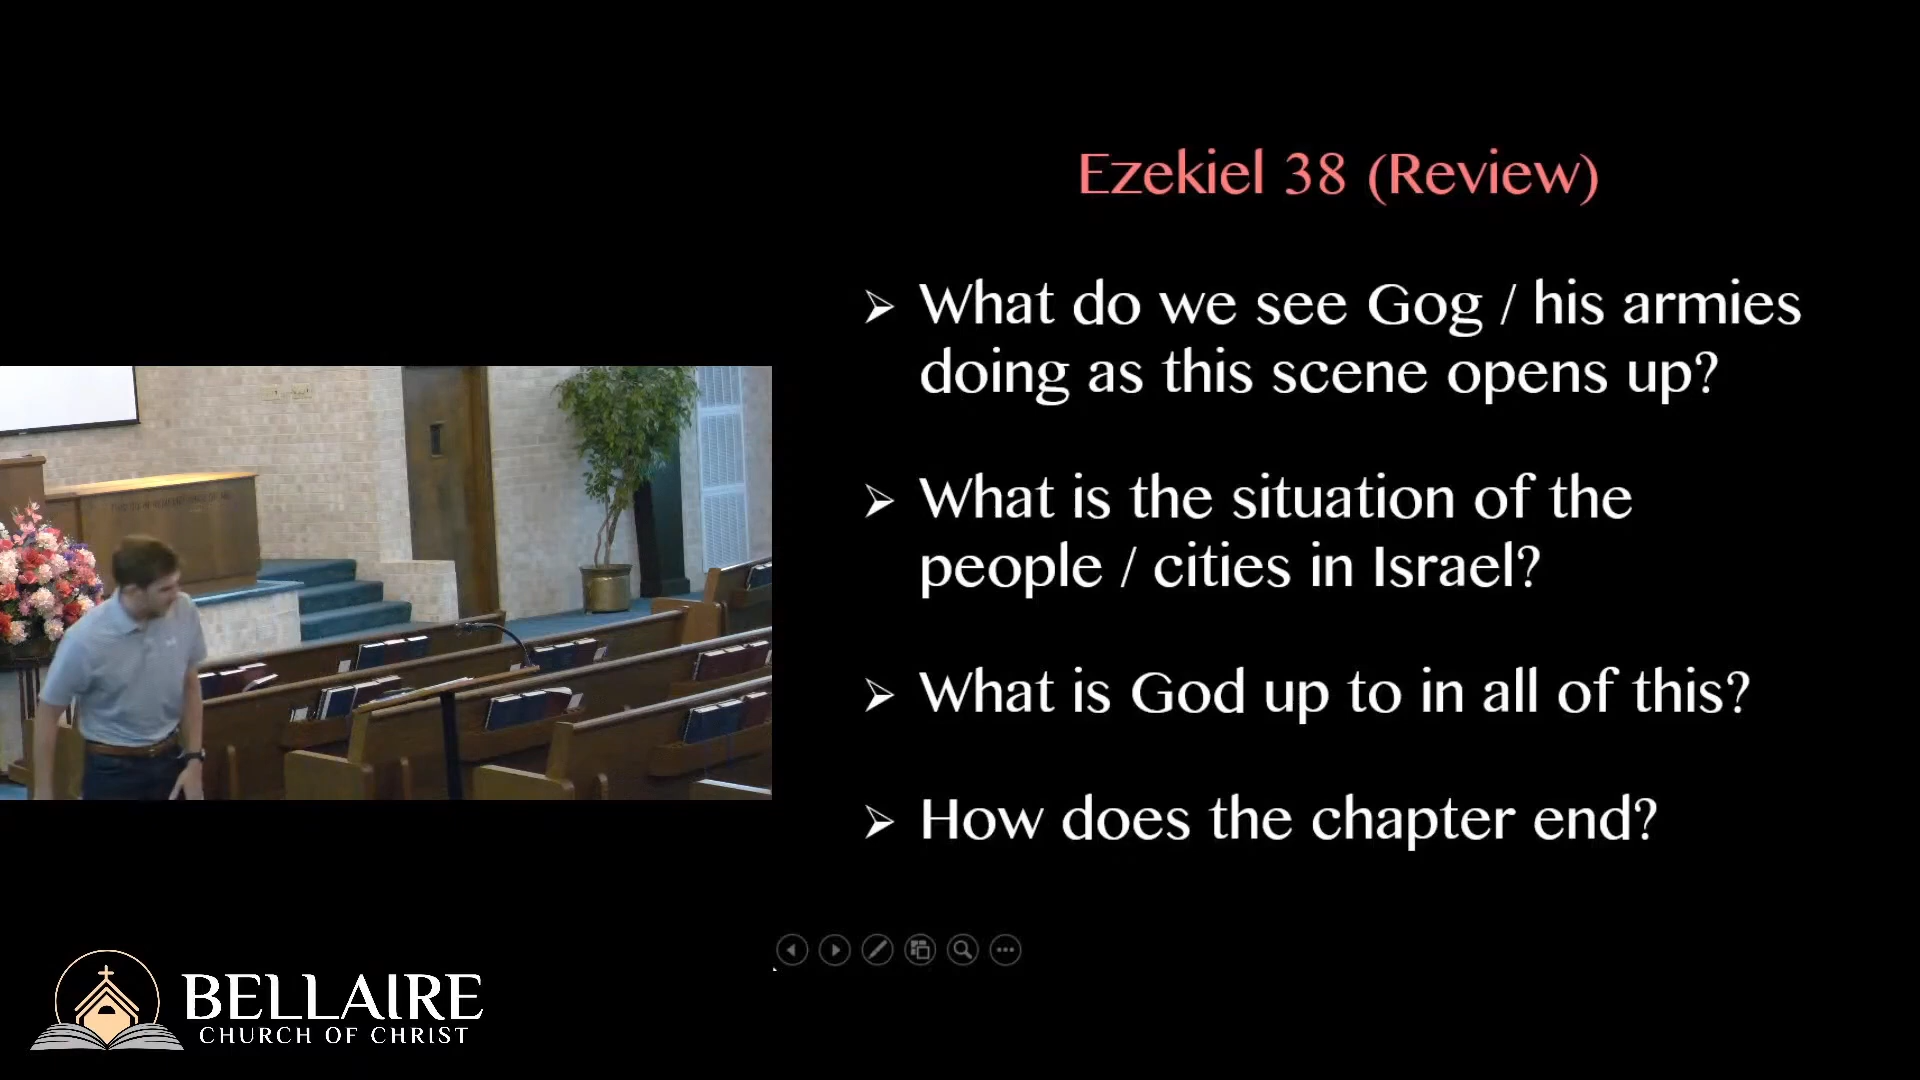 Ezekiel 38 (Review)
➢ What do we see Gog / his armies
doing as this scene opens up?
➢ What is the situation of the
people / cities in Israel?
➢ What is God up to in all of this?
➢ How does the chapter end?
BELLAIRE
CHURCH OF CHRIST